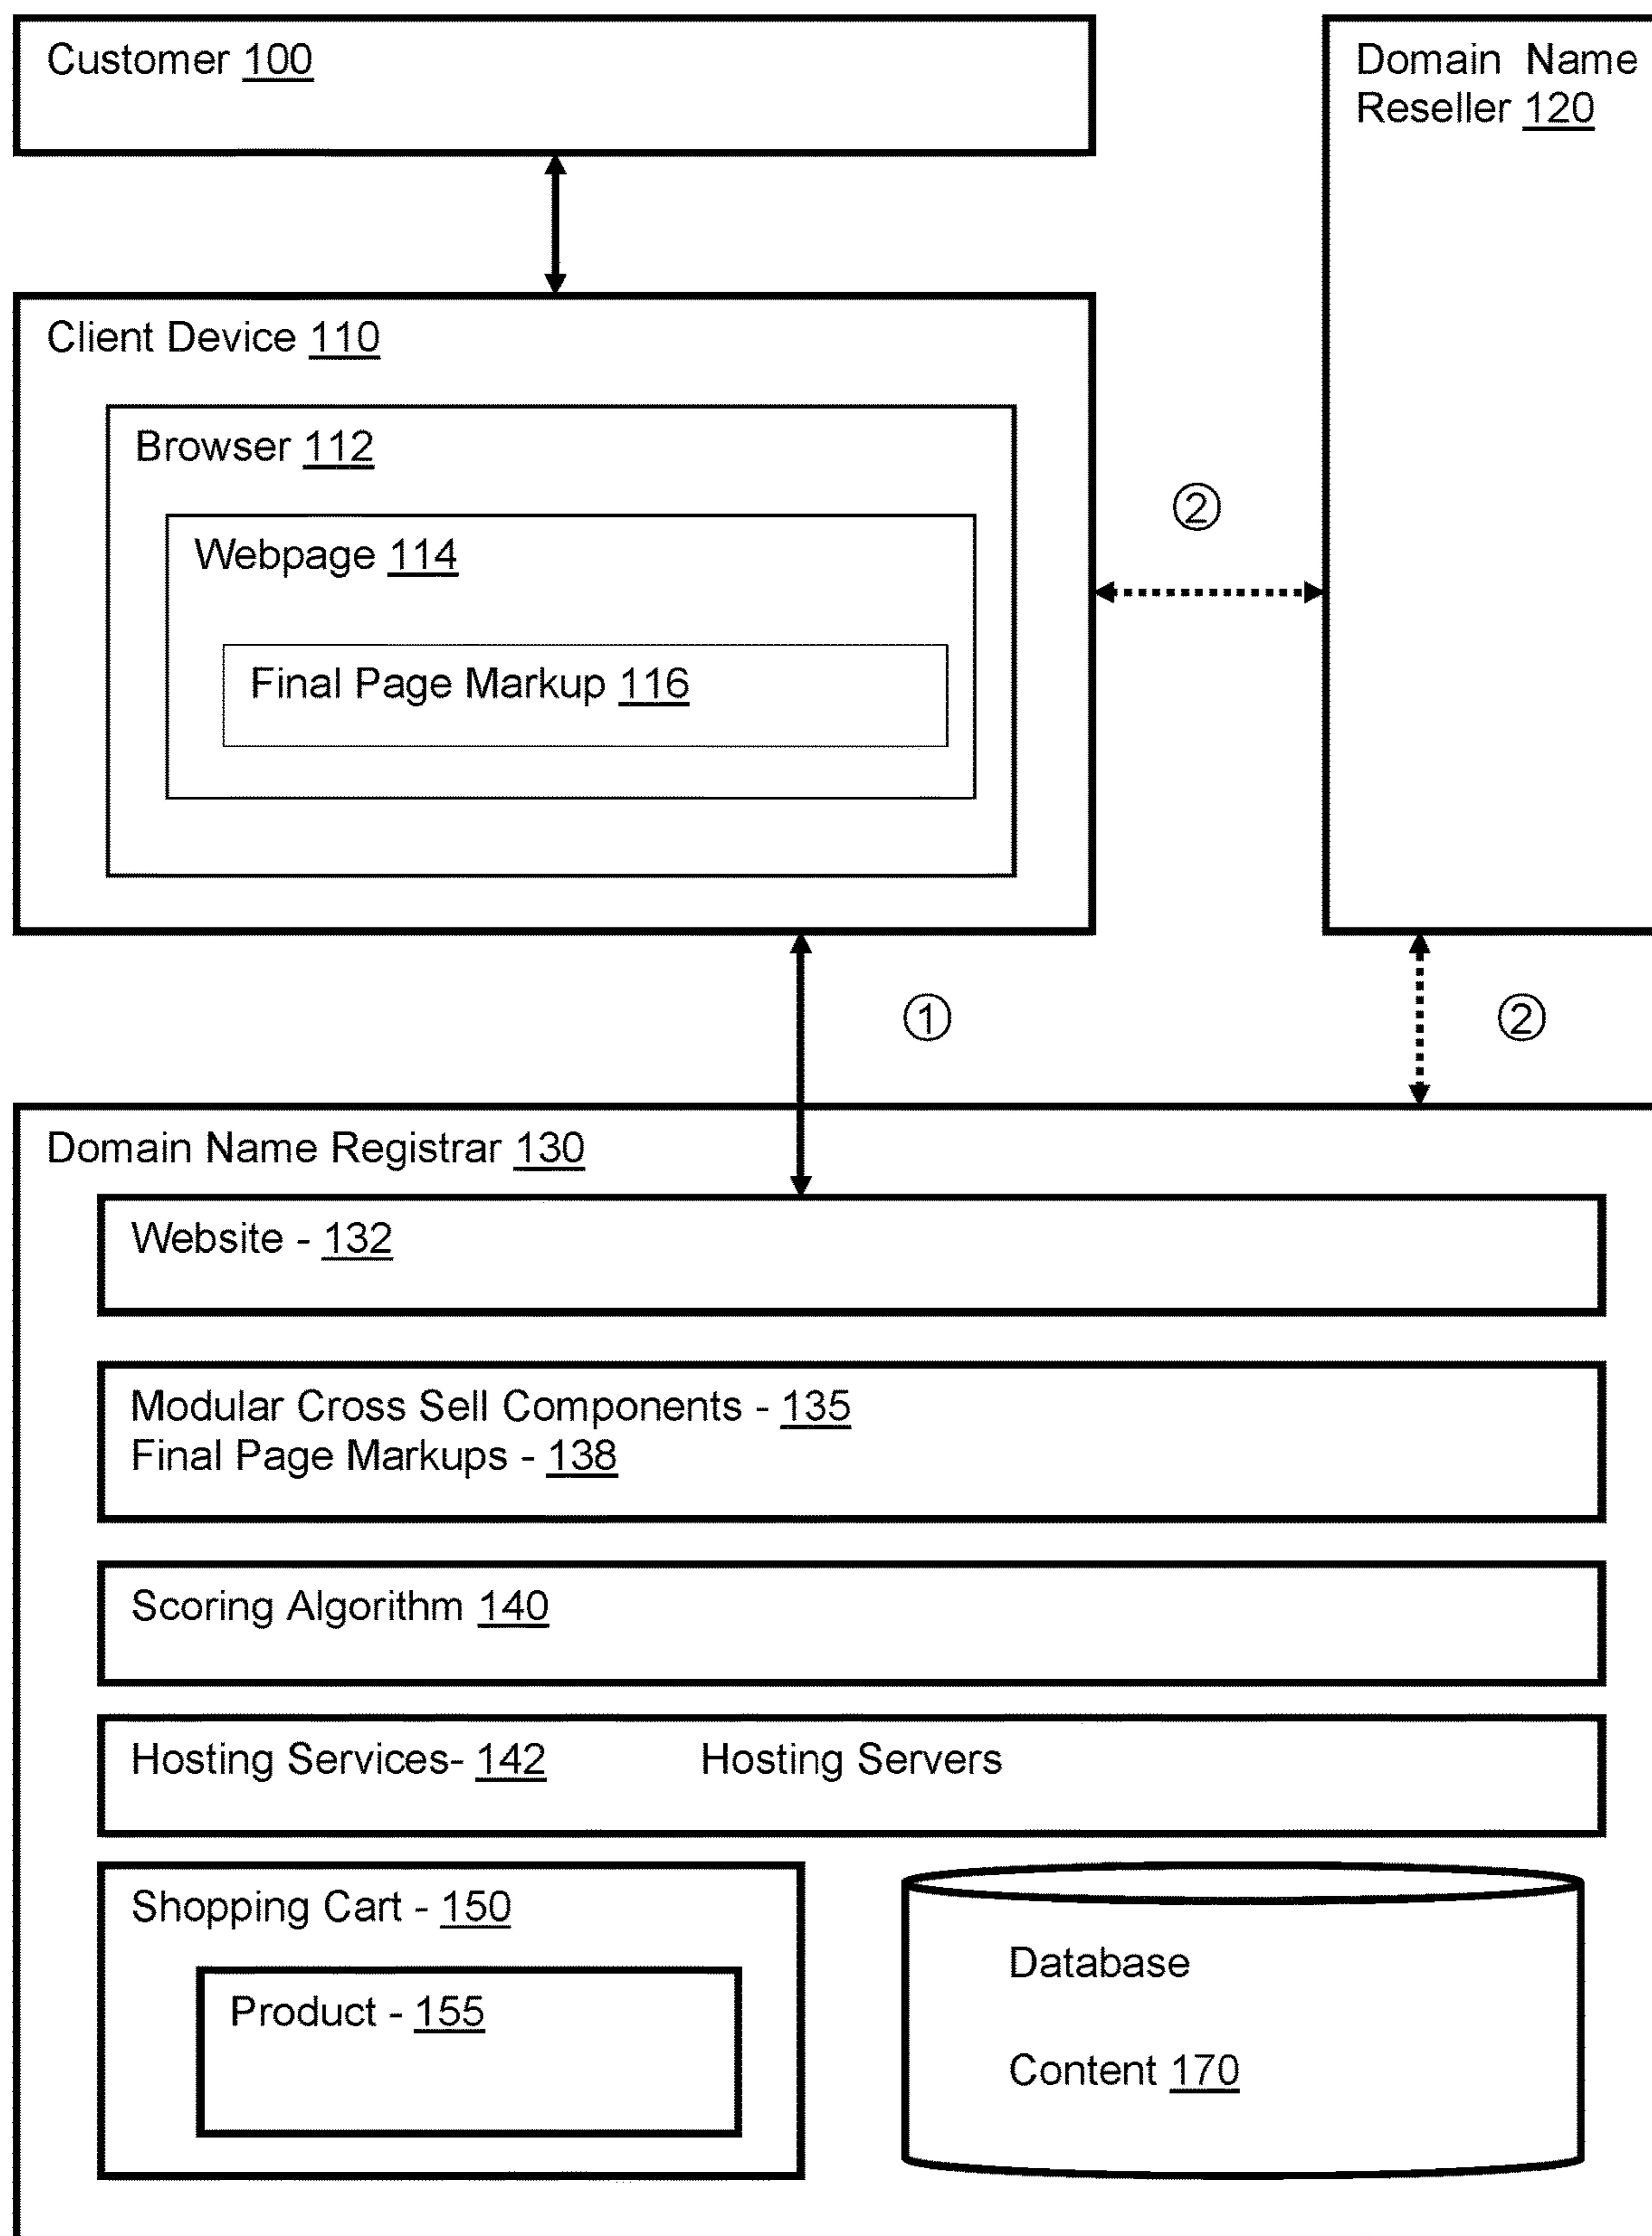 Customer 100
Domain Name
Reseller 120
Client Device 110
Browser 112
②
Webpage 114
Final Page Markup 116
①
②
Domain Name Registrar 130
Website - 132
Modular Cross Sell Components - 135
Final Page Markups - 138
Scoring Algorithm 140
Hosting Services- 142 Hosting Servers
Shopping Cart - 150
Database
Product - 155
Content 170